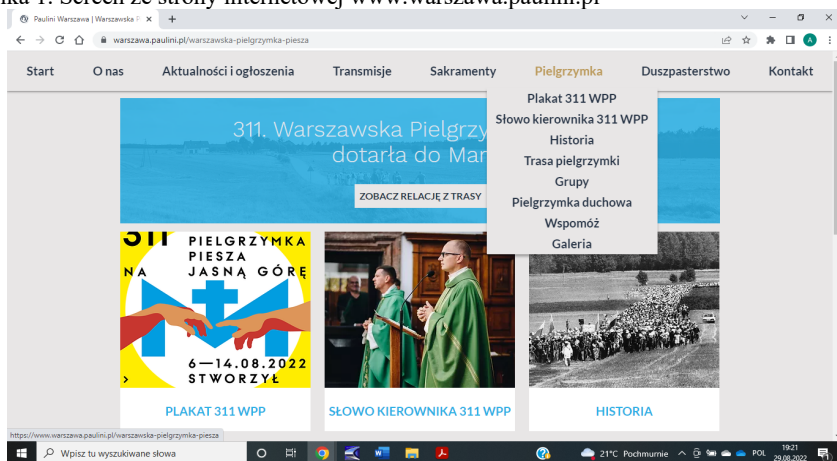 nka 1. Screen ze strony internetowej www.warszawa.paulini.pl
Paulini Warszawa | Warszawska P
warszawa.paulini.pl/warszawska-pielgrzymka-piesza
A
Start O nas Aktualności i ogłoszenia Transmisje Sakramenty Pielgrzymka Duszpasterstwo Kontakt
Plakat 311 WPP
Słowo kierownika 311 WPP
Historia
Trasa pielgrzymki
Grupy
Pielgrzymka duchowa
Wspomóż
Galeria
311. Warszawska Pielgrzy
dotarła do Mar
ZOBACZ RELACJĘ Z TRASY
311 PIELGRZYMKA
PIESZA
NA JASNĄ GÓRĘ
6—14.08.2022
STWORZYŁ
PLAKAT 311 WPP
SŁOWO KIEROWNIKA 311 WPP
HISTORIA
https://www.warszawa.paulini.pl/warszawska-pielgrzymka-piesza
Wpisz tu wyszukiwane słowa
21°C Pochmurnie
POL
19:21
29.08.2022